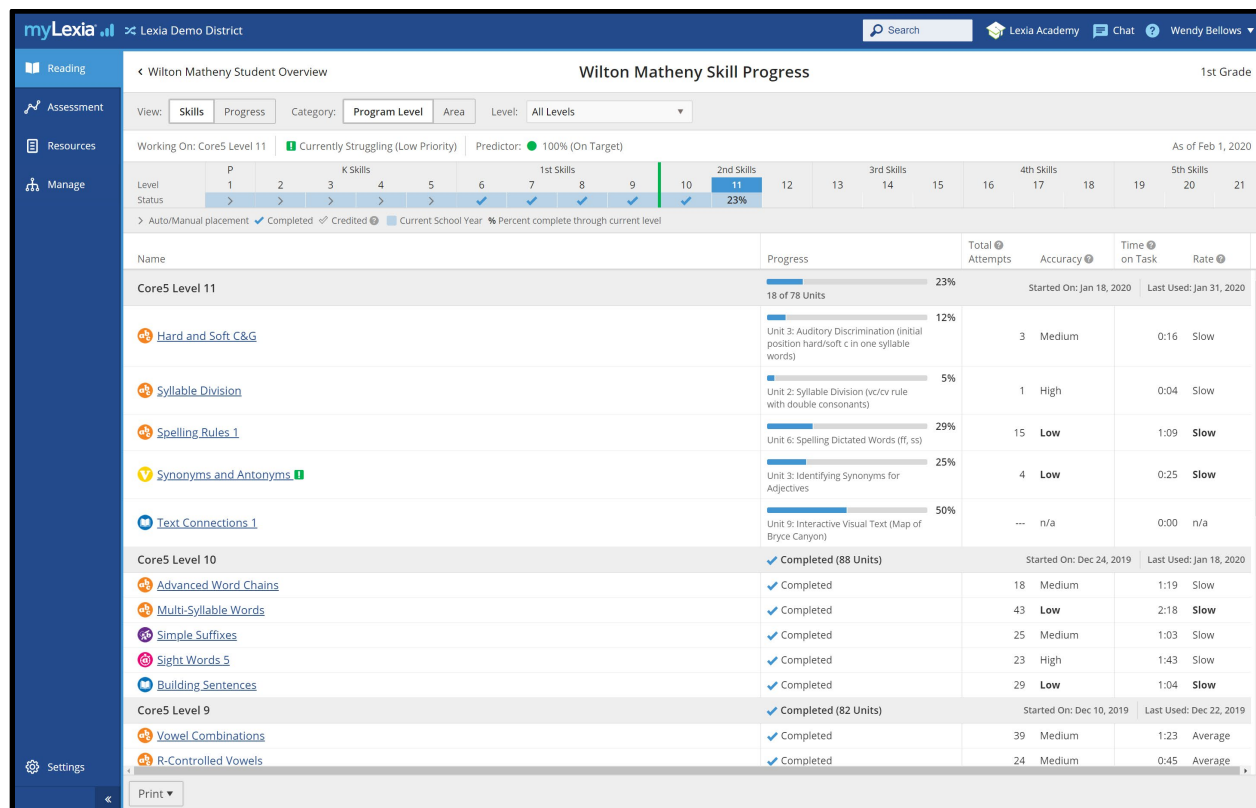 myLexia Lexia Demo District Search Lexia Academy Chat ? Wendy Bellows ▼
Reading
Assessment
Resources
Manage
Settings
«
‹ Wilton Matheny Student Overview Wilton Matheny Skill Progress 1st Grade
View: Skills Progress Category: Program Level Area Level: All Levels ▼
Working On: Core5 Level 11 ! Currently Struggling (Low Priority) Predictor: 100% (On Target) As of Feb 1, 2020
P K Skills 1st Skills 2nd Skills 3rd Skills 4th Skills 5th Skills
Level 1 2 3 4 5 6 7 8 9 10 11 12 13 14 15 16 17 18 19 20 21
Status > > > > > ✓ ✓ ✓ ✓ ✓ 23%
> Auto/Manual placement ✓ Completed ✓ Credited ? Current School Year % Percent complete through current level
Name Progress Total ? Attempts Accuracy ? Time ? on Task Rate ?
Core5 Level 11 23% Started On: Jan 18, 2020 Last Used: Jan 31, 2020
18 of 78 Units
12%
abc Hard and Soft C&G Unit 3: Auditory Discrimination (initial 3 Medium 0:16 Slow
position hard/soft c in one syllable
words)
5%
abc Syllable Division Unit 2: Syllable Division (vc/cv rule 1 High 0:04 Slow
with double consonants)
29%
abc Spelling Rules 1 Unit 6: Spelling Dictated Words (ff, ss) 15 Low 1:09 Slow
25%
V Synonyms and Antonyms ! Unit 3: Identifying Synonyms for 4 Low 0:25 Slow
Adjectives
50%
Text Connections 1 Unit 9: Interactive Visual Text (Map of --- n/a 0:00 n/a
Bryce Canyon)
Core5 Level 10 ✓ Completed (88 Units) Started On: Dec 24, 2019 Last Used: Jan 18, 2020
abc Advanced Word Chains ✓ Completed 18 Medium 1:19 Slow
abc Multi-Syllable Words ✓ Completed 43 Low 2:18 Slow
Simple Suffixes ✓ Completed 25 Medium 1:03 Slow
Sight Words 5 ✓ Completed 23 High 1:43 Slow
Building Sentences ✓ Completed 29 Low 1:04 Slow
Core5 Level 9 ✓ Completed (82 Units) Started On: Dec 10, 2019 Last Used: Dec 22, 2019
abc Vowel Combinations ✓ Completed 39 Medium 1:23 Average
abc R-Controlled Vowels ✓ Completed 24 Medium 0:45 Average
Print ▼